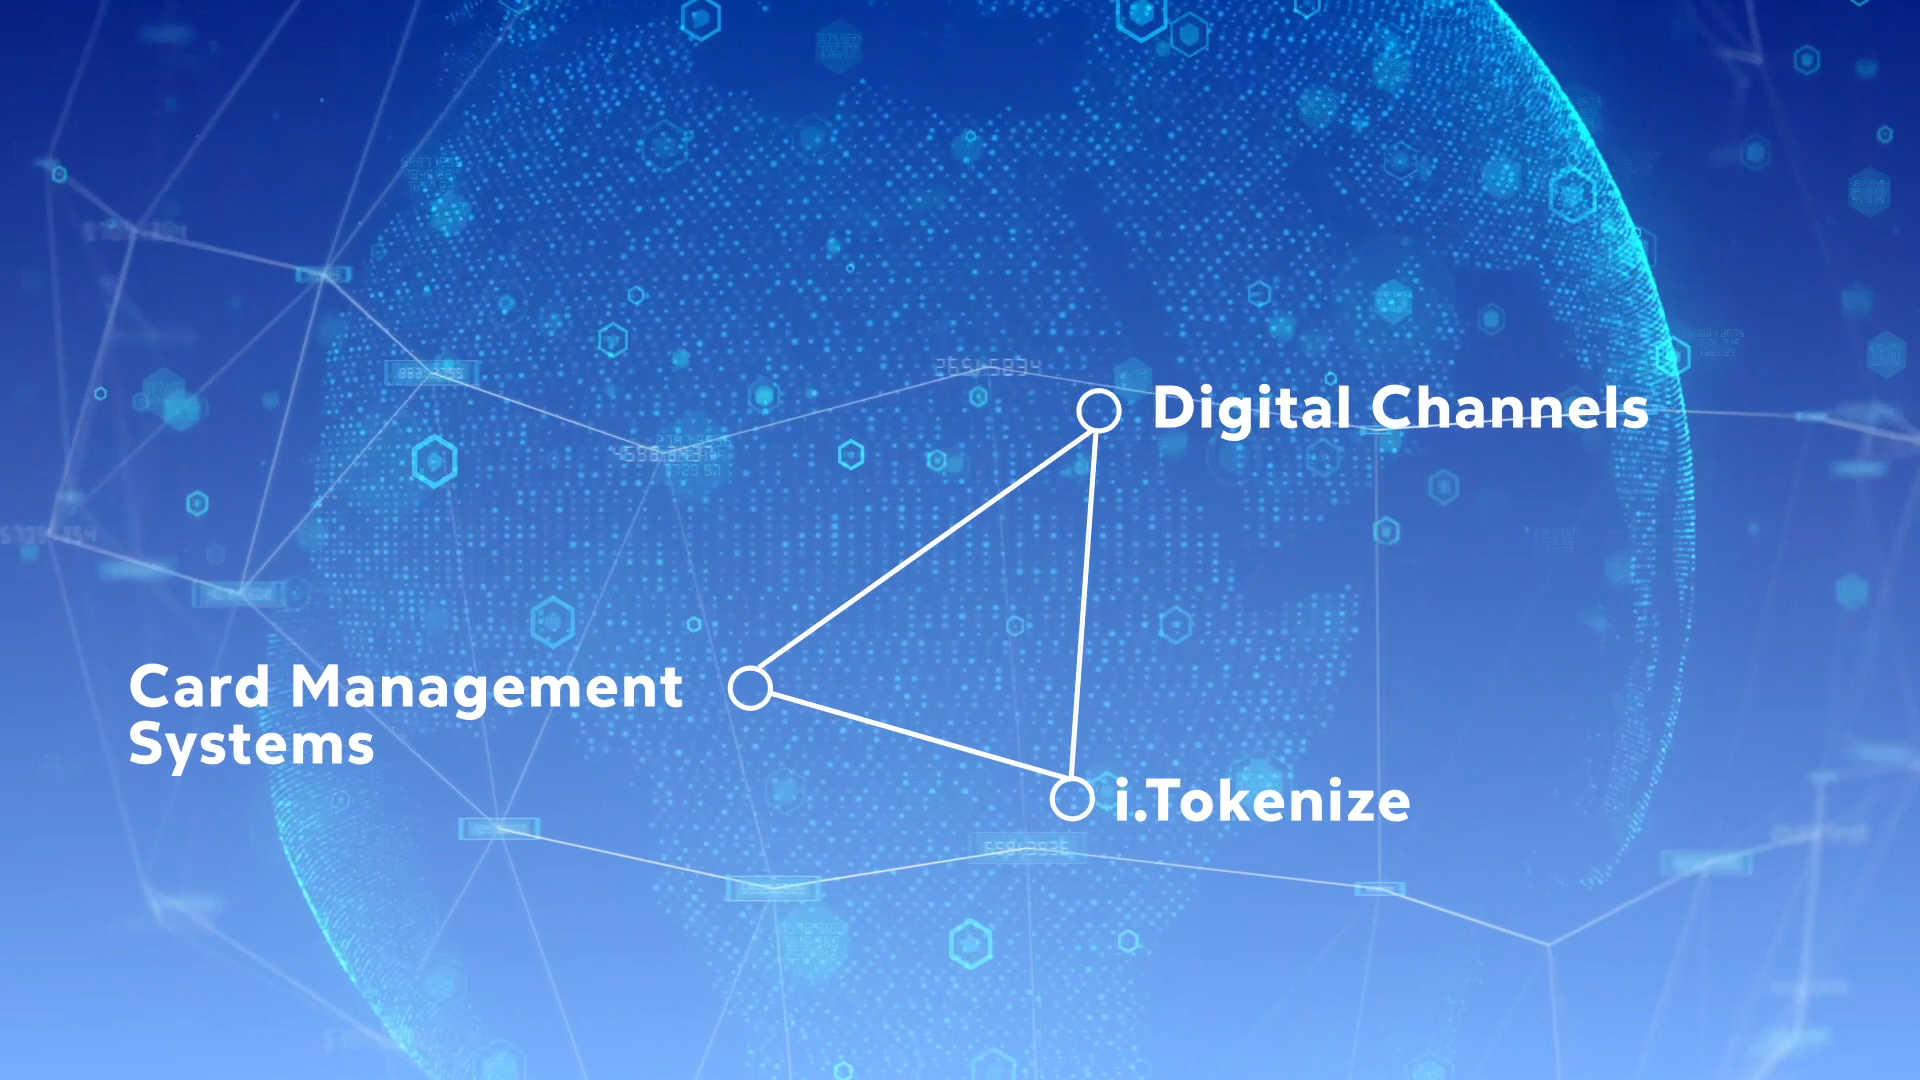 Digital Channels
Card Management
Systems
i.Tokenize